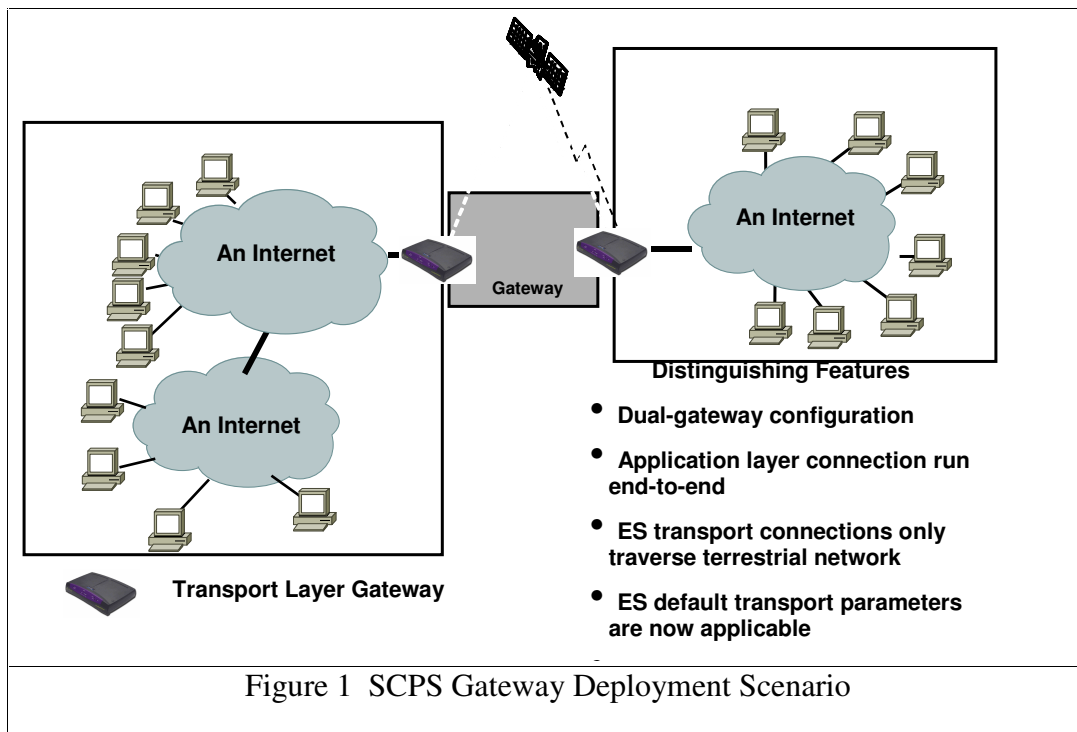 An Internet
An Internet
Gateway
An Internet
Transport Layer Gateway
Distinguishing Features
• Dual-gateway configuration
• Application layer connection run
end-to-end
• ES transport connections only
traverse terrestrial network
• ES default transport parameters
are now applicable
Figure 1 SCPS Gateway Deployment Scenario